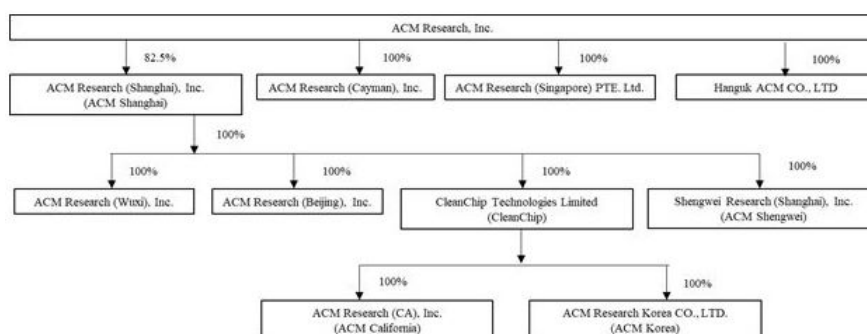 ACM Research, Inc.
82.5%
100%
100%
100%
ACM Research (Shanghai), Inc.
(ACM Shanghai)
ACM Research (Cayman), Inc.
ACM Research (Singapore) PTE. Ltd.
Hanguk ACM CO., LTD
100%
100%
100%
100%
100%
ACM Research (Wuxi), Inc.
ACM Research (Beijing), Inc.
CleanChip Technologies Limited
(CleanChip)
Shengwei Research (Shanghai), Inc.
(ACM Shengwei)
100%
100%
ACM Research (CA), Inc.
(ACM California)
ACM Research Korea CO., LTD.
(ACM Korea)